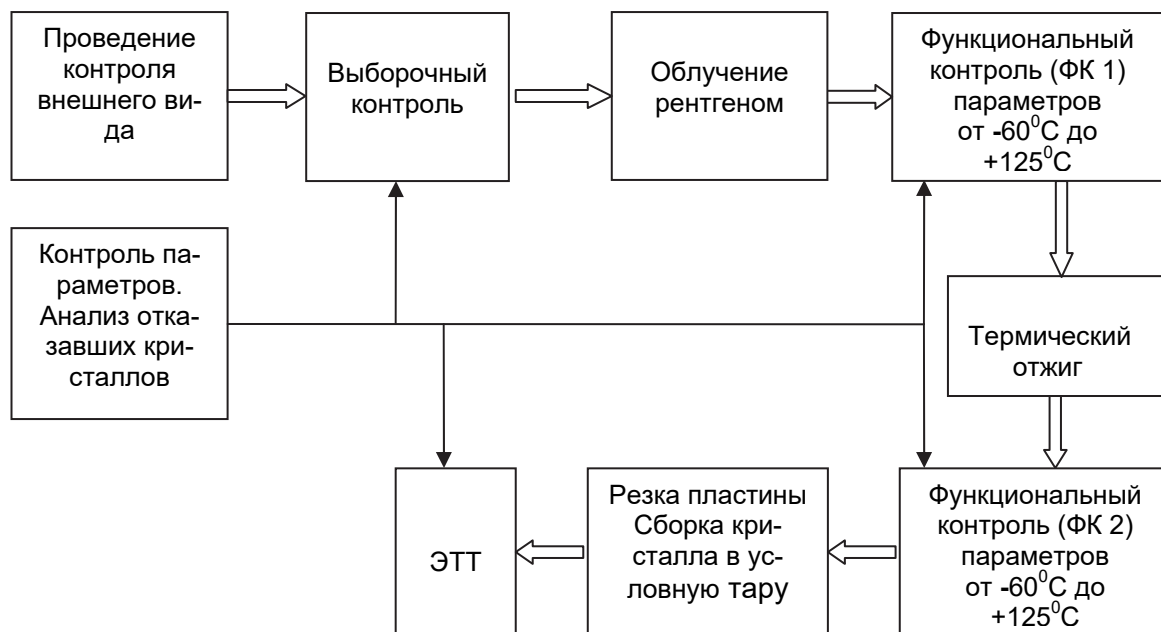 Проведение
контроля
внешнего ви-
да
Выборочный
контроль
Облучение
рентгеном
Функциональный
контроль (ФК 1)
параметров
от -60⁰С до
+125⁰С
Контроль па-
раметров.
Анализ отка-
завших кри-
сталлов
Термический
отжиг
ЭТТ
Резка пластины
Сборка кри-
сталла в ус-
ловную тару
Функциональный
контроль (ФК 2)
параметров
от -60⁰С до
+125⁰С